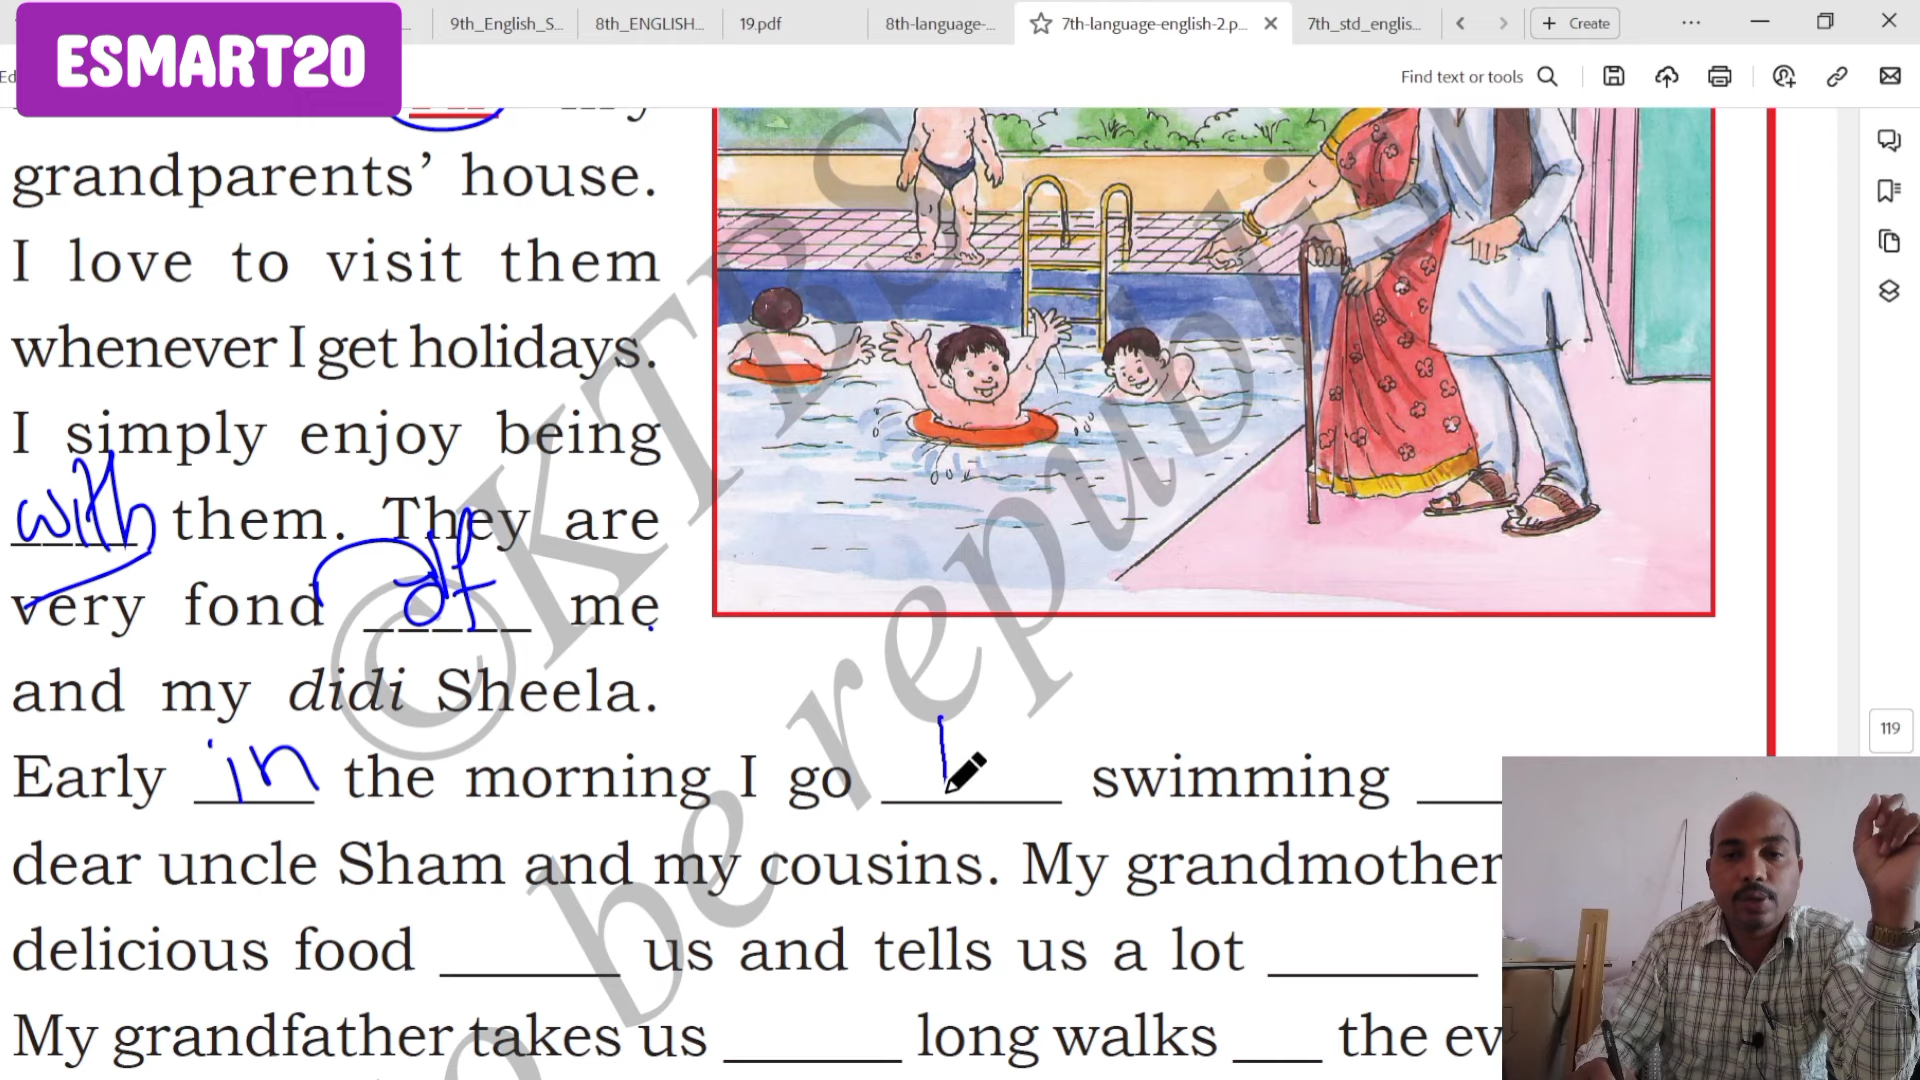 9th_English_S... 8th_ENGLISH... 19.pdf 8th-language-... 7th-language-english-2.p... 7th_std_englis... Create
ESMART20
Find text or tools
grandparents’ house.
I love to visit them
whenever I get holidays.
I simply enjoy being
with them. They are
very fond of me
and my didi Sheela.
Early in the morning I go ______ swimming ___
dear uncle Sham and my cousins. My grandmother
delicious food ______ us and tells us a lot _______
My grandfather takes us ______ long walks ___ the ev
119
©KTBS
be republi